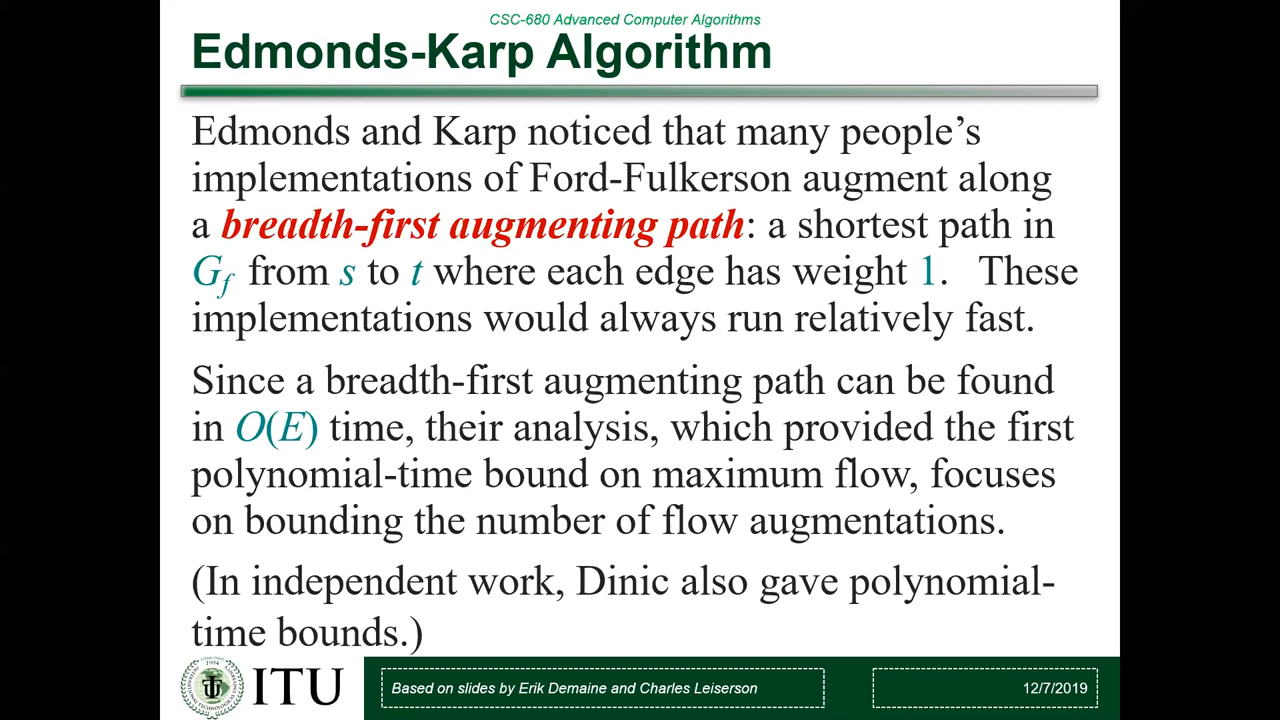 CSC-680 Advanced Computer Algorithms
Edmonds-Karp Algorithm
Edmonds and Karp noticed that many people’s
implementations of Ford-Fulkerson augment along
a breadth-first augmenting path: a shortest path in
Gf from s to t where each edge has weight 1. These
implementations would always run relatively fast.
Since a breadth-first augmenting path can be found
in O(E) time, their analysis, which provided the first
polynomial-time bound on maximum flow, focuses
on bounding the number of flow augmentations.
(In independent work, Dinic also gave polynomial-
time bounds.)
1994
ITU
Based on slides by Erik Demaine and Charles Leiserson
12/7/2019